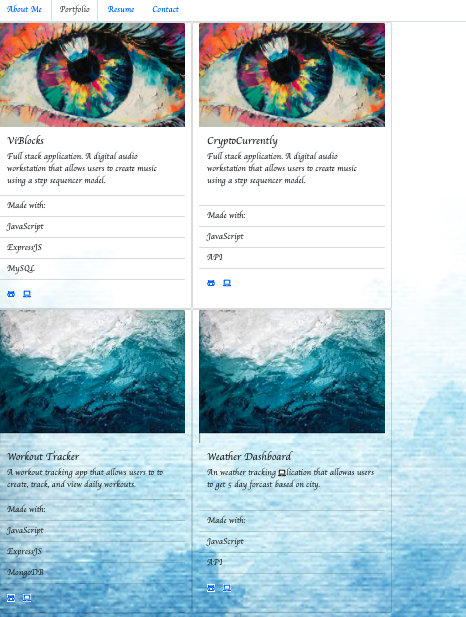 About Me Portfolio Resume Contact
ViBlocks
Full stack application. A digital audio
workstation that allows users to create music
using a step sequencer model.
Made with:
JavaScript
ExpressJS
MySQL
CryptoCurrently
Full stack application. A digital audio
workstation that allows users to create music
using a step sequencer model.
Made with:
JavaScript
API
Workout Tracker
A workout tracking app that allows users to to
create, track, and view daily workouts.
Made with:
JavaScript
ExpressJS
MongoDB
Weather Dashboard
An weather tracking lication that allowas users
to get 5 day forcast based on city.
Made with:
JavaScript
API